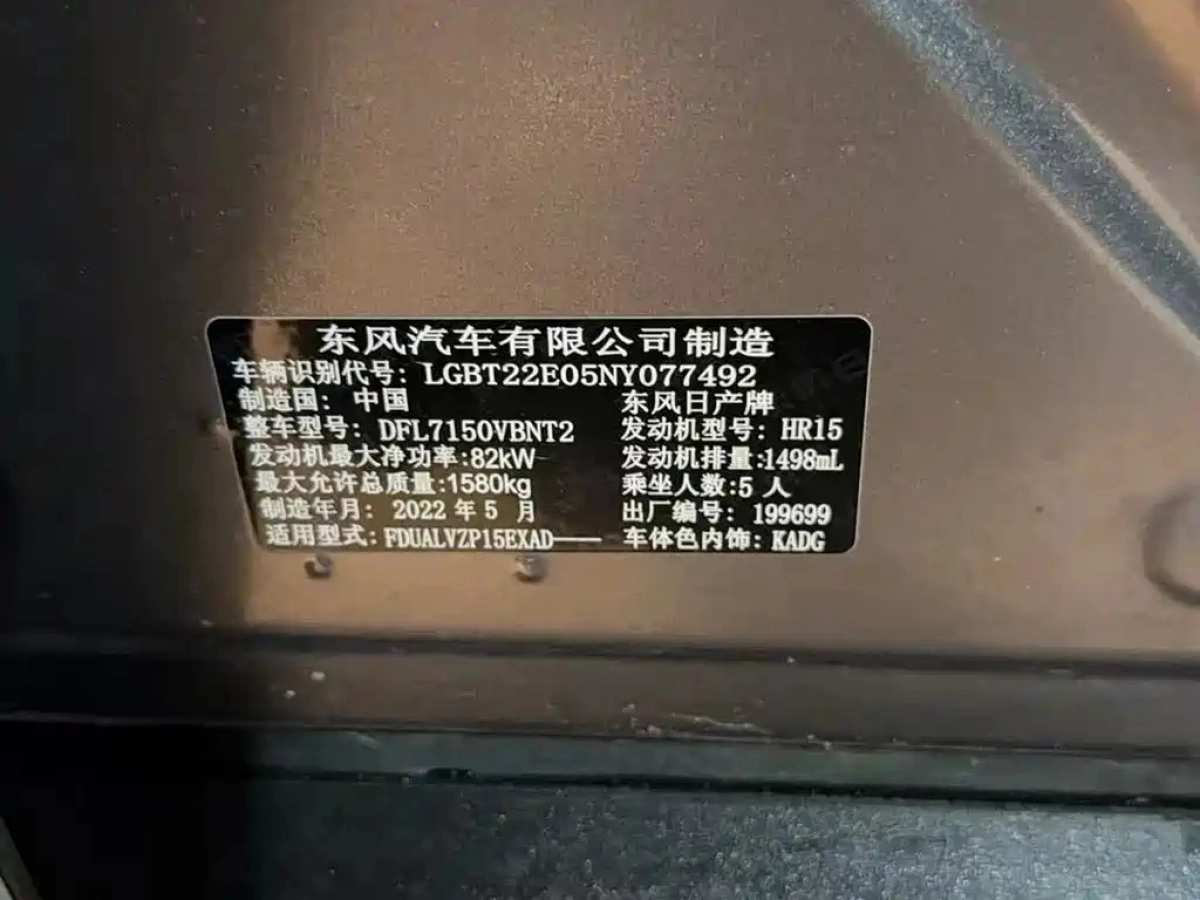 东风汽车有限公司制造
车辆识别代号: LGBT22E05NY077492
制造国: 中国 东风日产牌
整车型号: DFL7150VBNT2 发动机型号: HR15
发动机最大净功率:82kW 发动机排量:1498mL
最大允许总质量:1580kg 乘坐人数:5 人
制造年月: 2022 年 5 月 出厂编号: 199699
适用型式: FDUALVZP15EXAD—— 车体色内饰: KADG